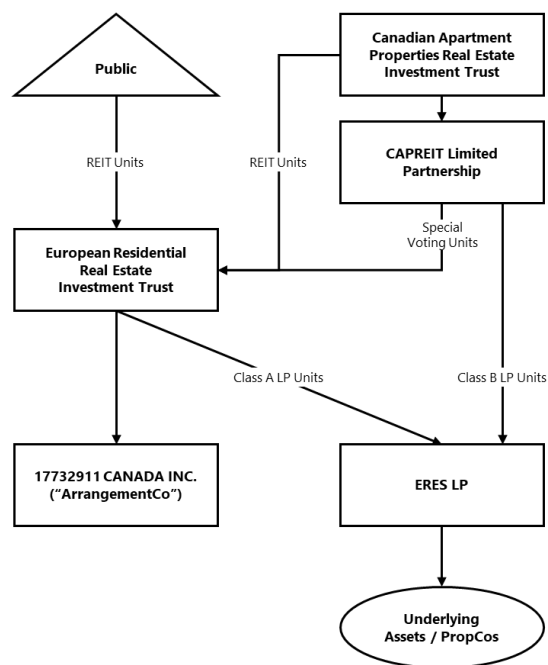 Public
Canadian Apartment
Properties Real Estate
Investment Trust
REIT Units
REIT Units
CAPREIT Limited
Partnership
Special
Voting Units
European Residential
Real Estate
Investment Trust
Class A LP Units
Class B LP Units
17732911 CANADA INC.
(“ArrangementCo”)
ERES LP
Underlying
Assets / PropCos